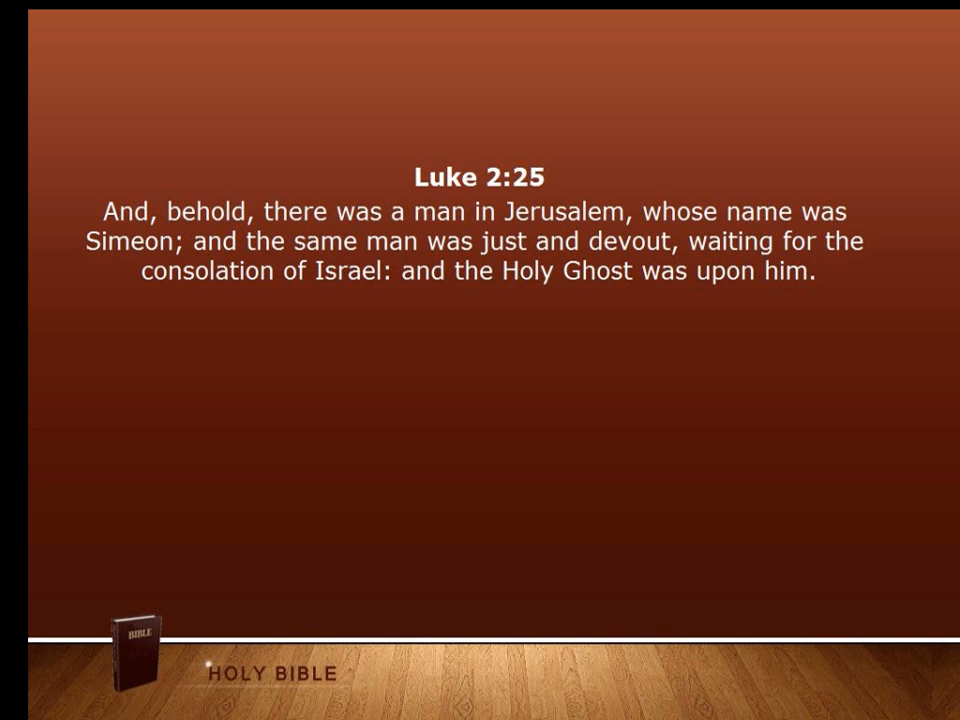 Luke 2:25
And, behold, there was a man in Jerusalem, whose name was
Simeon; and the same man was just and devout, waiting for the
consolation of Israel: and the Holy Ghost was upon him.
BIBLE
HOLY BIBLE